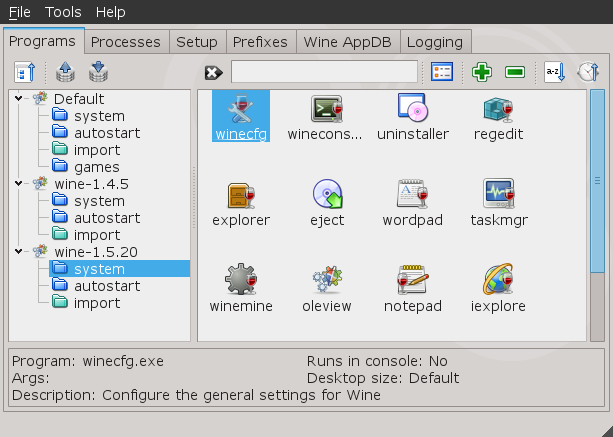 File Tools Help
Programs Processes Setup Prefixes Wine AppDB Logging
a-z
Default
system
autostart
import
games
wine-1.4.5
system
autostart
import
wine-1.5.20
system
autostart
import
winecfg winecons... uninstaller regedit
explorer eject wordpad taskmgr
winemine oleview notepad iexplore
Program: winecfg.exe Runs in console: No
Args: Desktop size: Default
Description: Configure the general settings for Wine